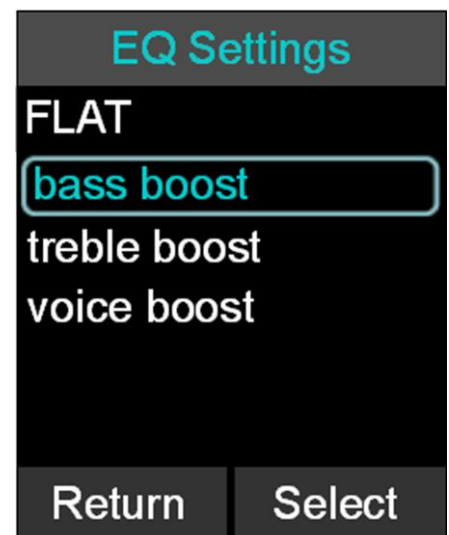 EQ Settings
FLAT
bass boost
treble boost
voice boost
Return Select